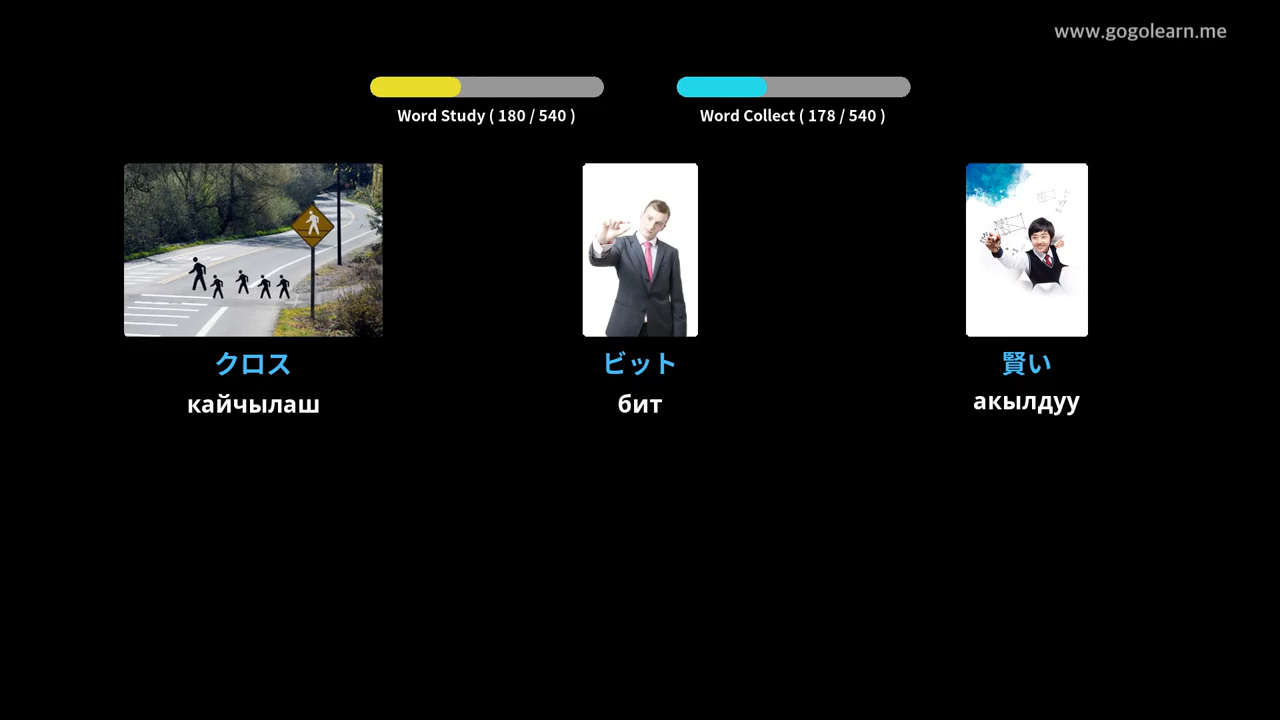 www.gogolearn.me
Word Study ( 180 / 540 )
Word Collect ( 178 / 540 )
クロス
ビット
賢い
кайчылаш
бит
акылдуу